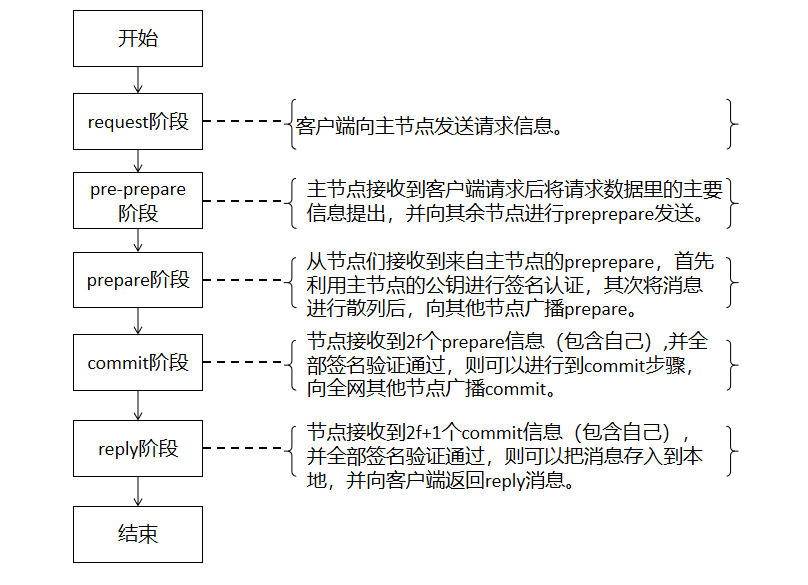 开始
request阶段
客户端向主节点发送请求信息。
pre-prepare
阶段
主节点接收到客户端请求后将请求数据里的主要
信息提出，并向其余节点进行preprepare发送。
prepare阶段
从节点们接收到来自主节点的preprepare，首先
利用主节点的公钥进行签名认证，其次将消息
进行散列后，向其他节点广播prepare。
commit阶段
节点接收到2f个prepare信息（包含自己）,并全
部签名验证通过，则可以进行到commit步骤，
向全网其他节点广播commit。
reply阶段
节点接收到2f+1个commit信息（包含自己）,
并全部签名验证通过，则可以把消息存入到本
地，并向客户端返回reply消息。
结束